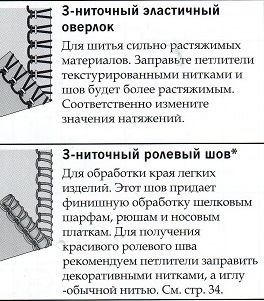 3-ниточный эластичный
оверлок
Для шитья сильно растяжимых
материалов. Заправьте петлители
текстурированными нитками и
шов будет более растяжимым.
Соответственно измените
значения натяжений.
3-ниточный ролевый шов*
Для обработки края легких
изделий. Этот шов придает
финишную обработку шелковым
шарфам, рюшам и носовым
платкам. Для получения
красивого ролевого шва
рекомендуем петлители заправить
декоративными нитками, а иглу
-обычной нитью. См. стр. 34.